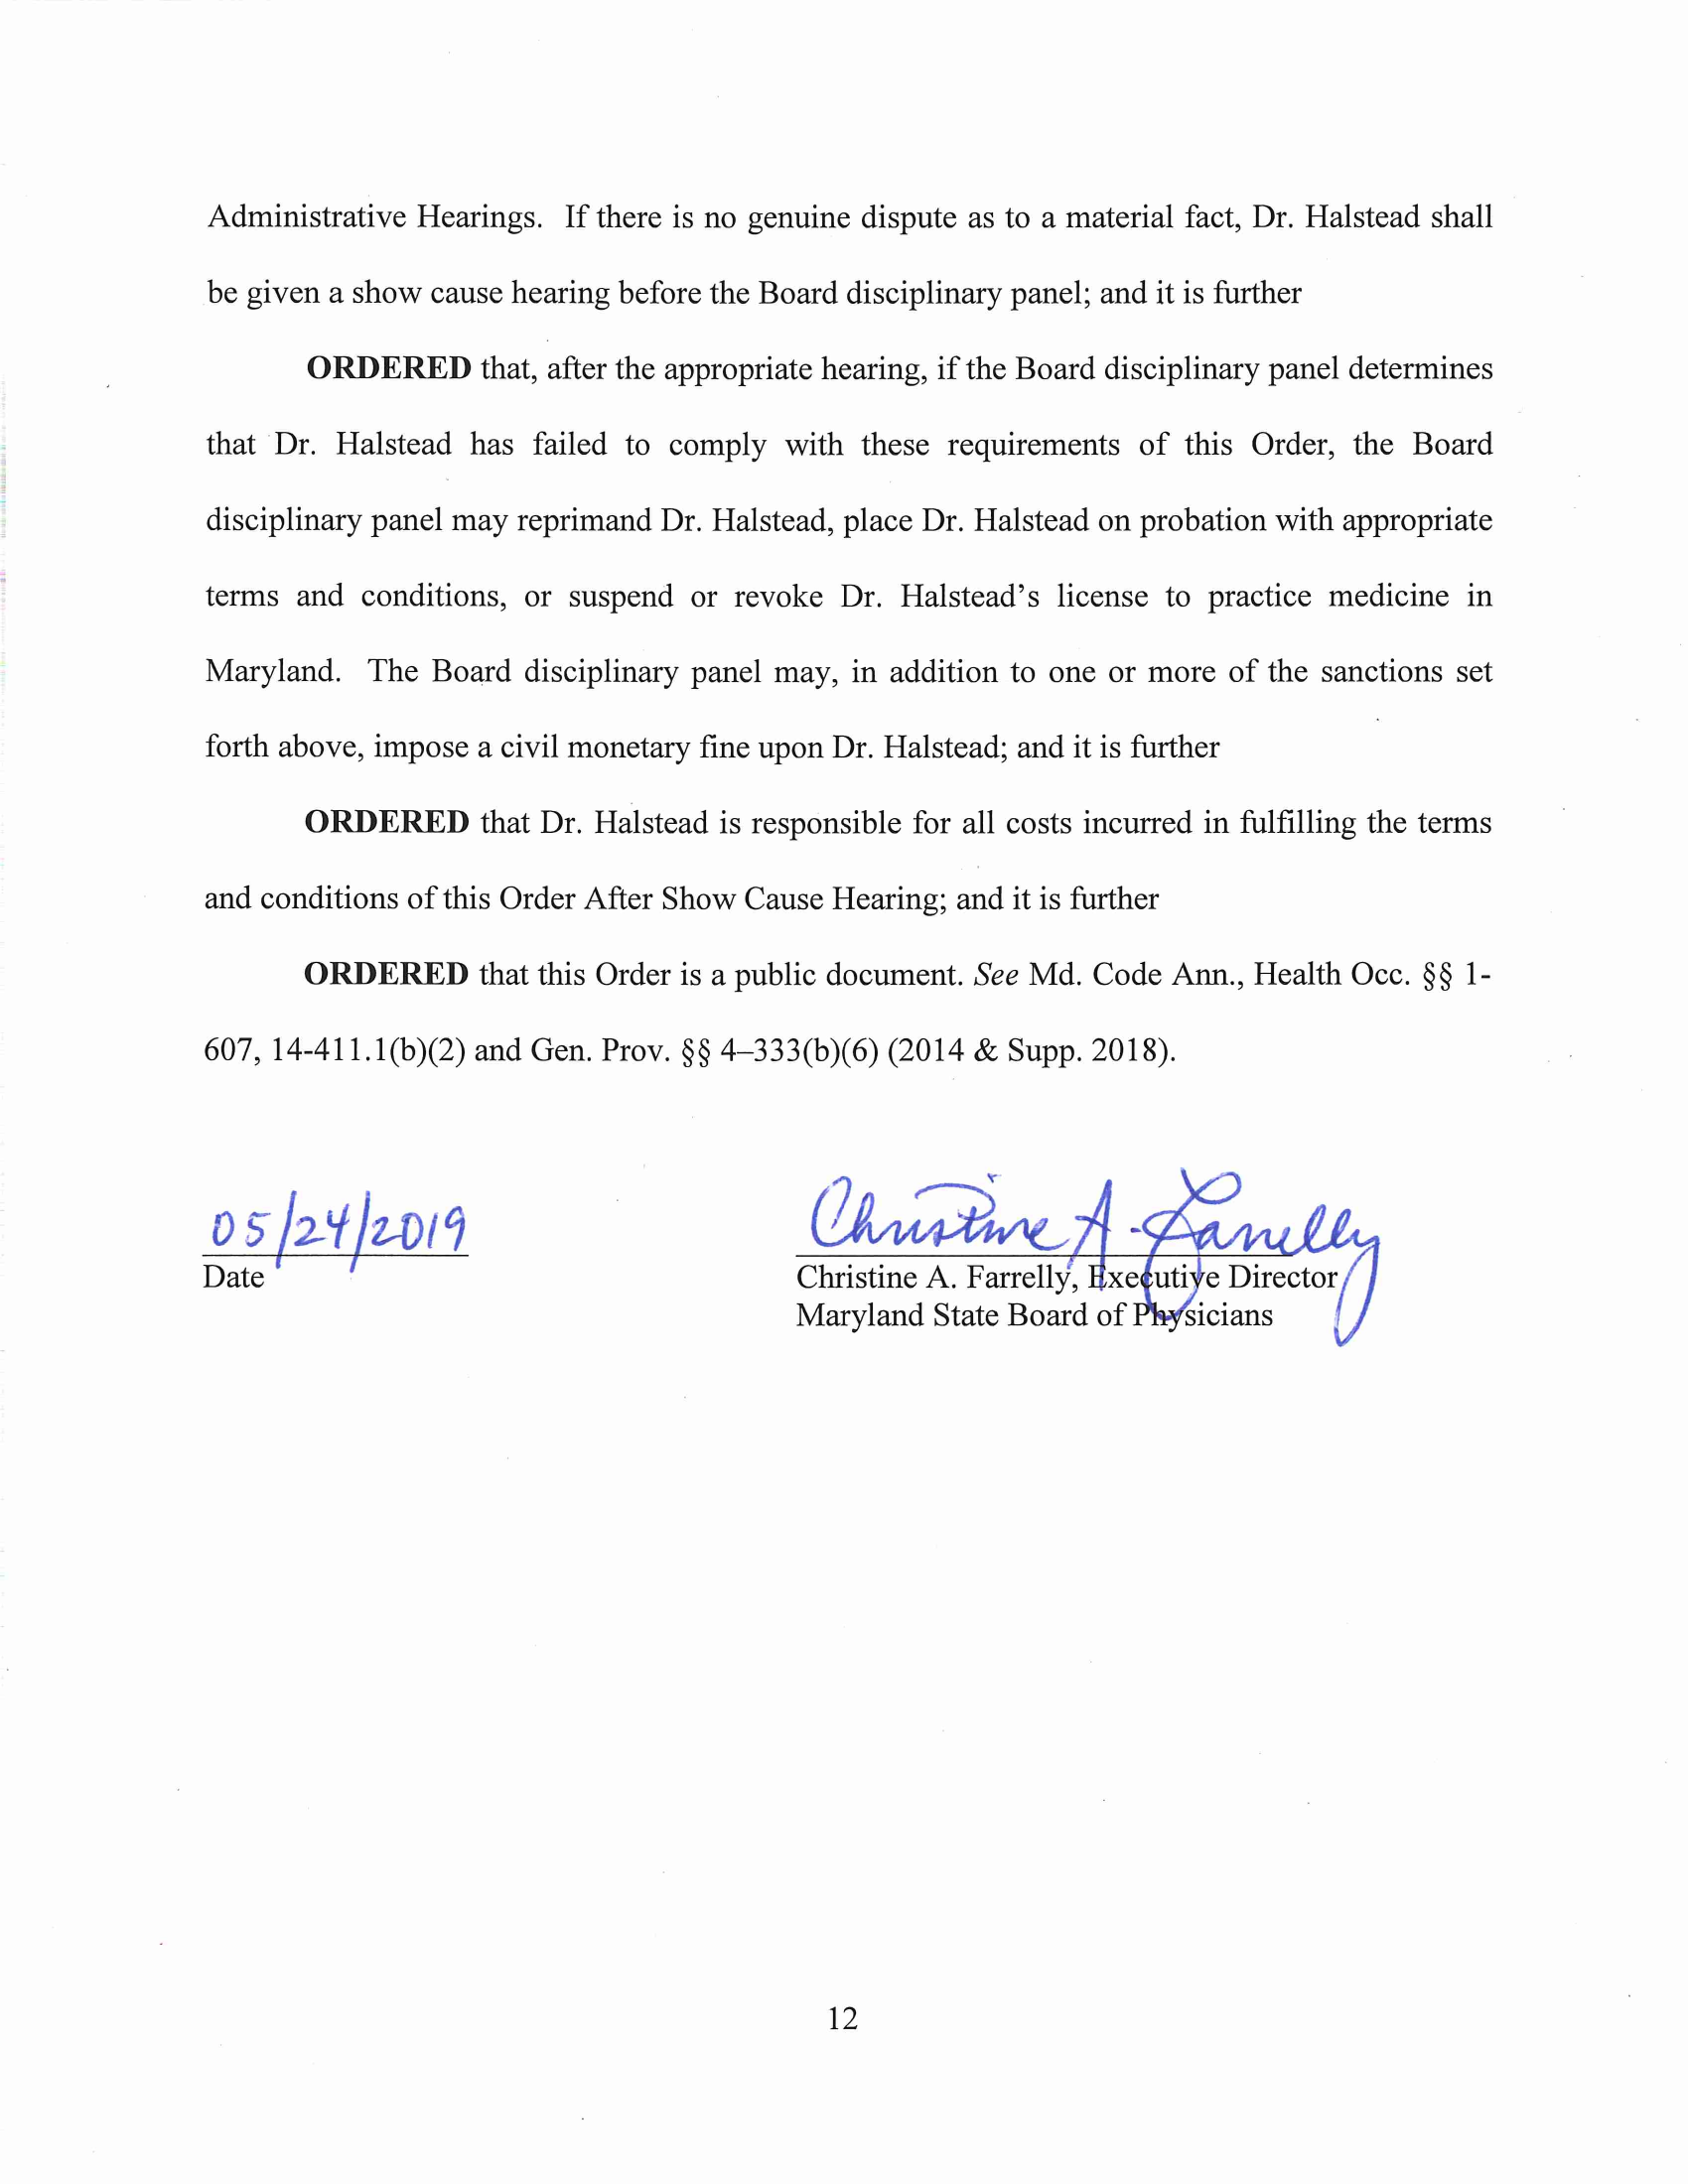 Administrative Hearings. If there is no genuine dispute as to a material fact, Dr. Halstead shall
be given a show cause hearing before the Board disciplinary panel; and it is further
ORDERED that, after the appropriate hearing, if the Board disciplinary panel determines
that Dr. Halstead has failed to comply with these requirements of this Order, the Board
disciplinary panel may reprimand Dr. Halstead, place Dr. Halstead on probation with appropriate
terms and conditions, or suspend or revoke Dr. Halstead's license to practice medicine in
Maryland. The Board disciplinary panel may, in addition to one or more of the sanctions set
forth above, impose a civil monetary fine upon Dr. Halstead; and it is further
ORDERED that Dr. Halstead is responsible for all costs incurred in fulfilling the terms
and conditions of this Order After Show Cause Hearing; and it is further
ORDERED that this Order is a public document. See Md. Code Ann., Health Occ. §§ 1-
607, 14-411.1(b)(2) and Gen. Prov. §§ 4–333(b)(6) (2014 & Supp. 2018).
05/24/2019
Date
Christine A. Farrelly
Christine A. Farrelly, Executive Director
Maryland State Board of Physicians
12